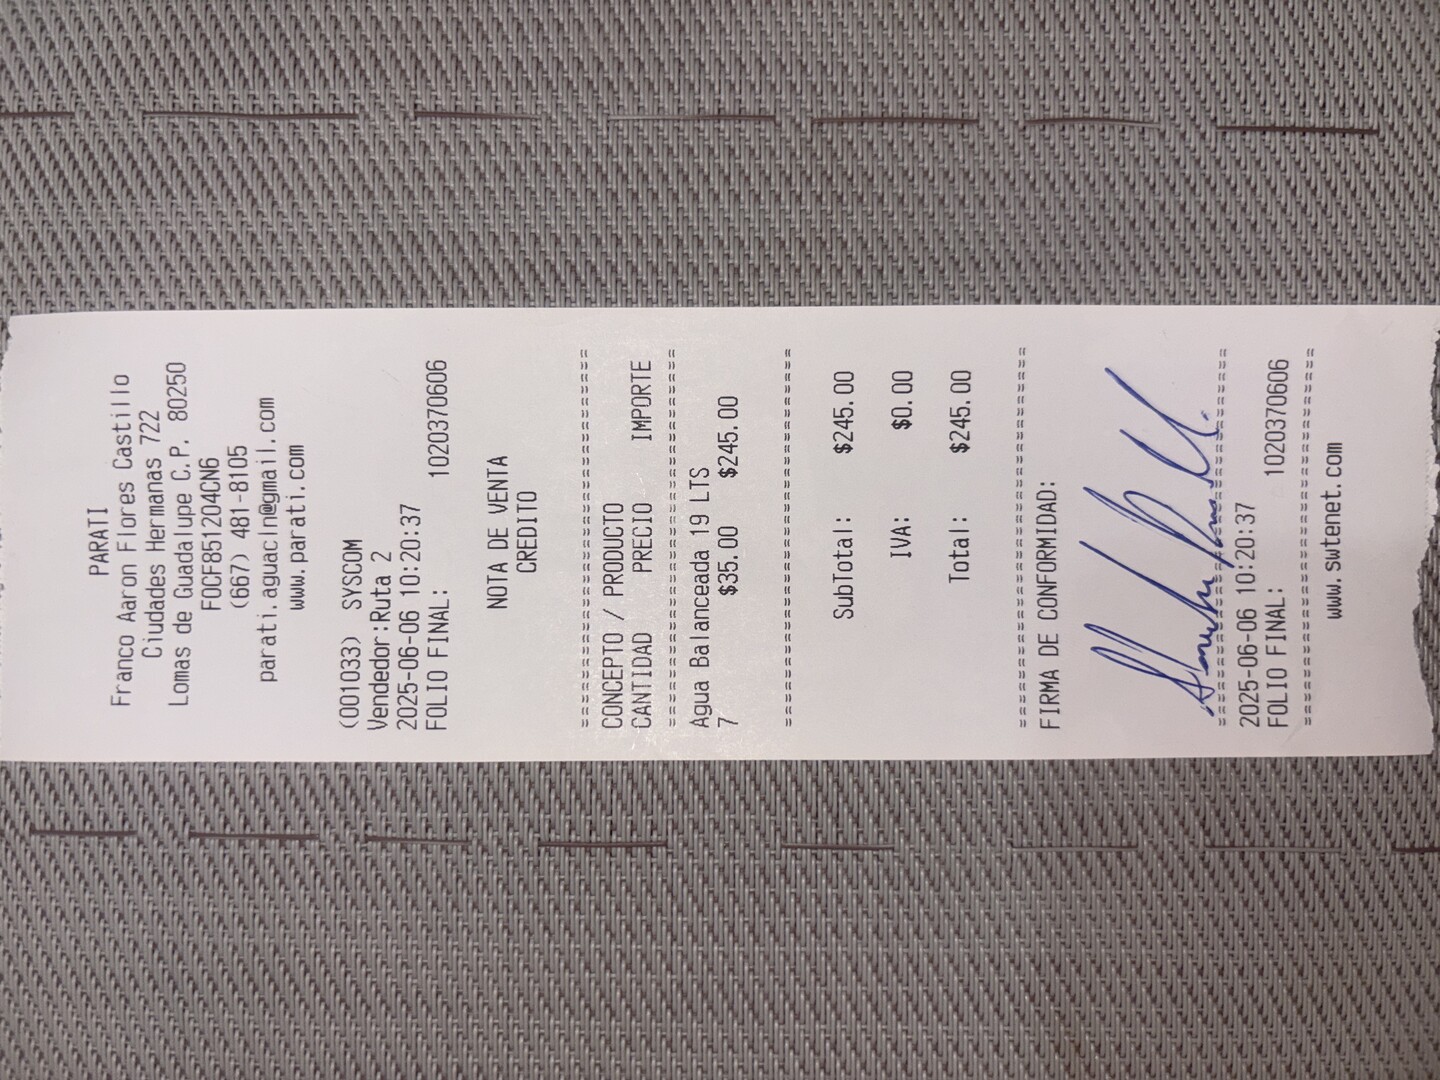 PARATI
Franco Aaron Flores Castillo
Ciudades Hermanas 722
Lomas de Guadalupe C.P. 80250
FOCF851204CN6
(667) 481-8105
parati.aguacln@gmail.com
www.parati.com
(001033) SYSCOM
Vendedor:Ruta 2
2025-06-06 10:20:37
FOLIO FINAL: 1020370606
NOTA DE VENTA
CREDITO
==================================
CONCEPTO / PRODUCTO
CANTIDAD PRECIO IMPORTE
==================================
Agua Balanceada 19 LTS
7 $35.00 $245.00
==================================
SubTotal: $245.00
IVA: $0.00
Total: $245.00
==================================
FIRMA DE CONFORMIDAD:
==================================
2025-06-06 10:20:37
FOLIO FINAL: 1020370606
==================================
www.swtenet.com